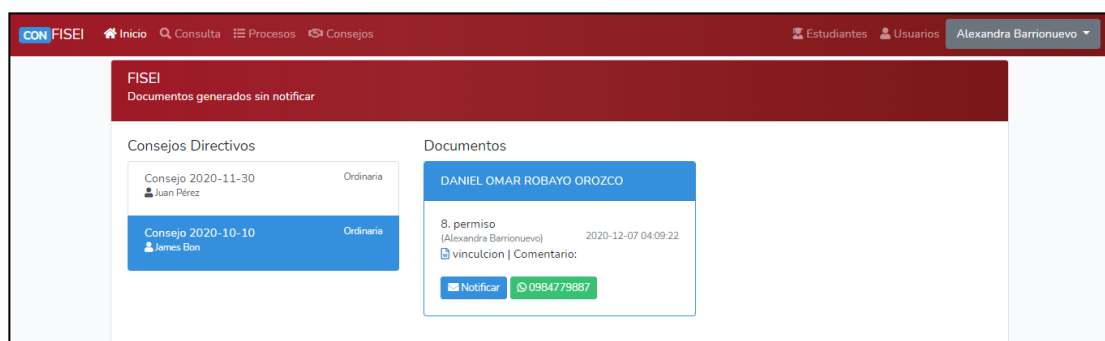 CON FISEI Inicio Consulta Procesos Consejos Estudiantes Usuarios Alexandra Barrionuevo
FISEI
Documentos generados sin notificar
Consejos Directivos
Consejo 2020-11-30 Ordinaria
Juan Pérez
Consejo 2020-10-10 Ordinaria
James Bon
Documentos
DANIEL OMAR ROBAYO OROZCO
8. permiso
(Alexandra Barrionuevo) 2020-12-07 04:09:22
vinculcion | Comentario:
Notificar 0984779887